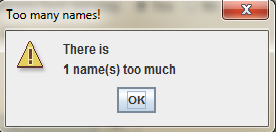 Too many names!
There is
1 name(s) too much
OK